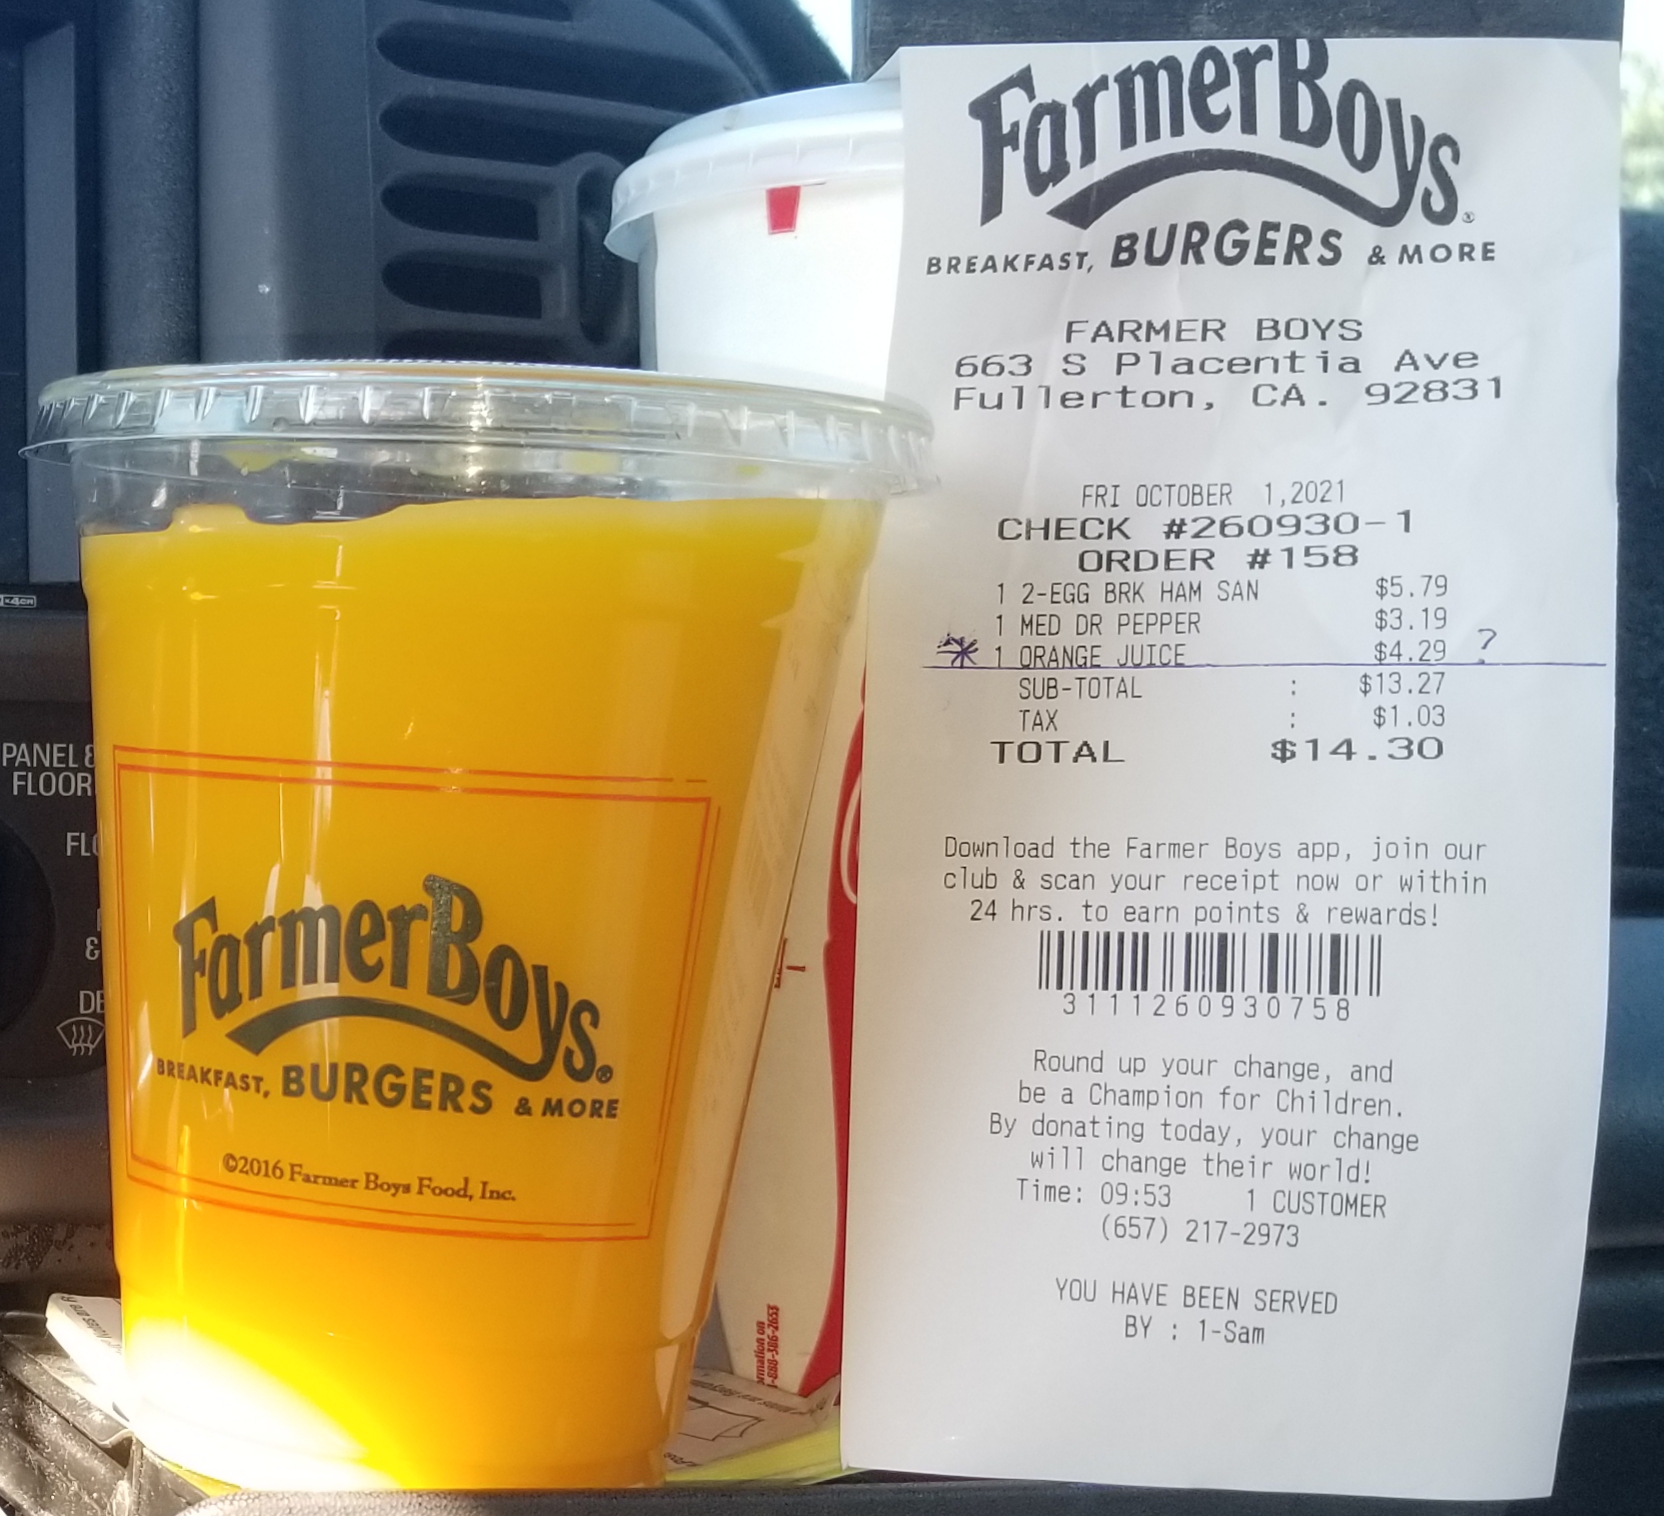 FarmerBoys®
BREAKFAST, BURGERS & MORE
FARMER BOYS
663 S Placentia Ave
Fullerton, CA. 92831
FRI OCTOBER 1,2021
CHECK #260930-1
ORDER #158
1 2-EGG BRK HAM SAN $5.79
1 MED DR PEPPER $3.19
* 1 ORANGE JUICE $4.29 ?
SUB-TOTAL : $13.27
TAX : $1.03
TOTAL $14.30
Download the Farmer Boys app, join our
club & scan your receipt now or within
24 hrs. to earn points & rewards!
3111260930758
Round up your change, and
be a Champion for Children.
By donating today, your change
will change their world!
Time: 09:53 1 CUSTOMER
(657) 217-2973
YOU HAVE BEEN SERVED
BY : 1-Sam
FarmerBoys®
BREAKFAST, BURGERS & MORE
©2016 Farmer Boys Food, Inc.
PANEL &
FLOOR
on
1-888-386-2653